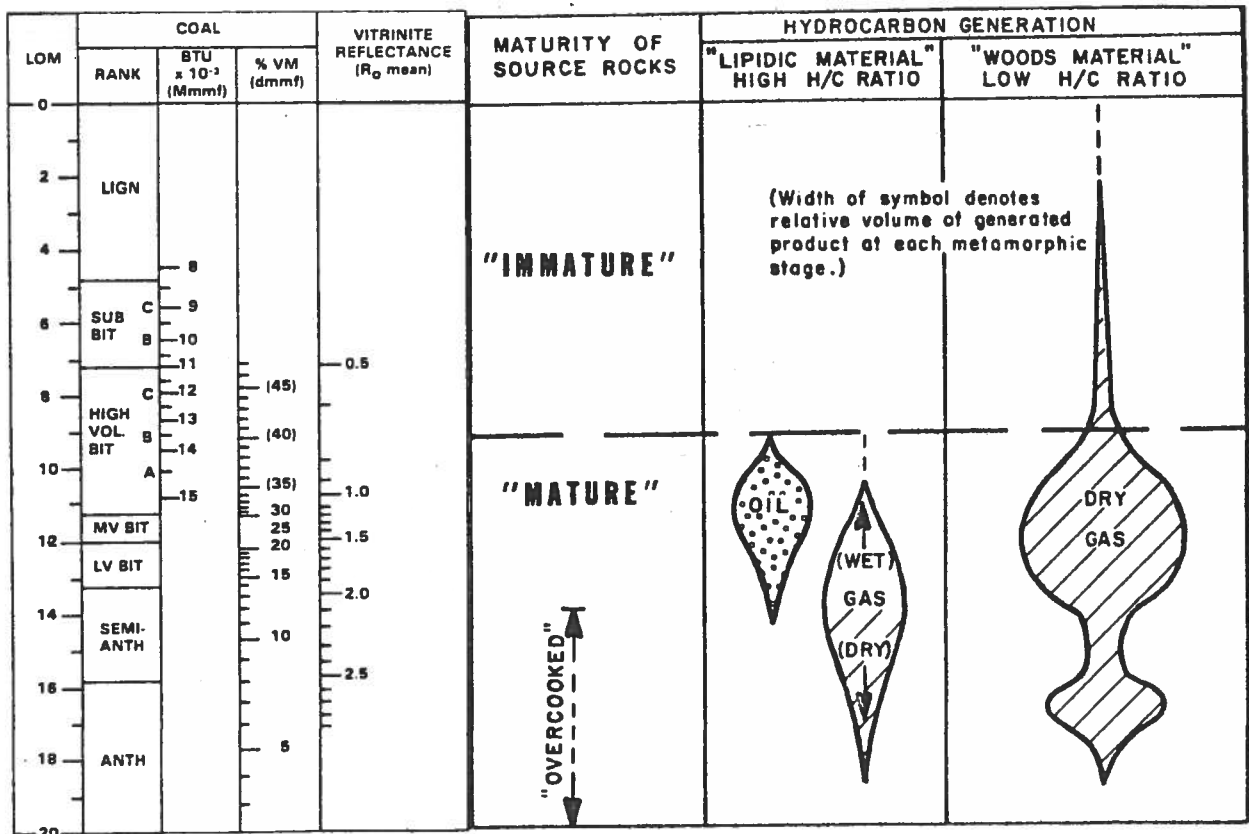 LOM
COAL
RANK
BTU
x 10-3
(Mmmf)
% VM
(dmmf)
VITRINITE
REFLECTANCE
(Ro mean)
MATURITY OF
SOURCE ROCKS
HYDROCARBON GENERATION
"LIPIDIC MATERIAL"
HIGH H/C RATIO
"WOODS MATERIAL"
LOW H/C RATIO
0
2
4
6
8
10
12
14
16
18
20
LIGN
SUB
BIT
C
B
HIGH
VOL.
BIT
C
B
A
MV BIT
LV BIT
SEMI-
ANTH
ANTH
8
9
10
11
12
13
14
15
(45)
(40)
(35)
30
25
20
15
10
5
0.5
1.0
1.5
2.0
2.5
"IMMATURE"
"MATURE"
"OVERCOOKED"
(Width of symbol denotes
relative volume of generated
product at each metamorphic
stage.)
OIL
(WET)
GAS
(DRY)
DRY
GAS